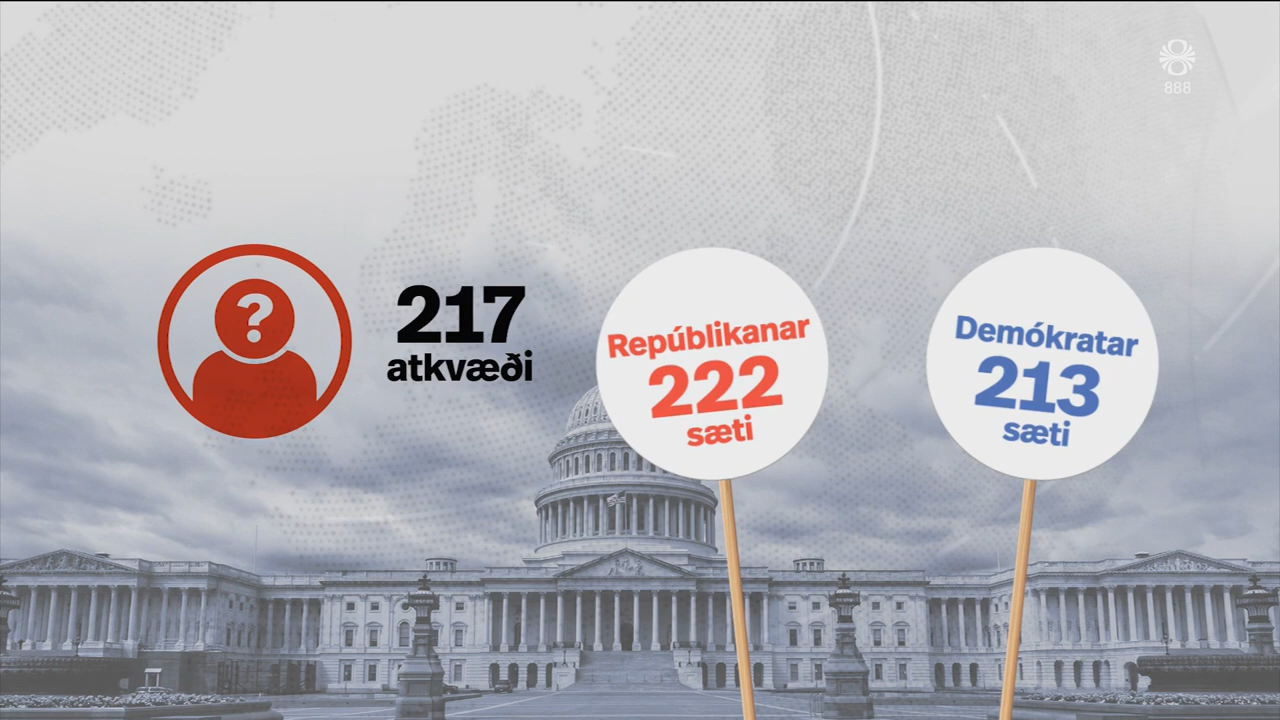 888
?
217
atkvæði
Repúblikanar
222
sæti
Demókratar
213
sæti